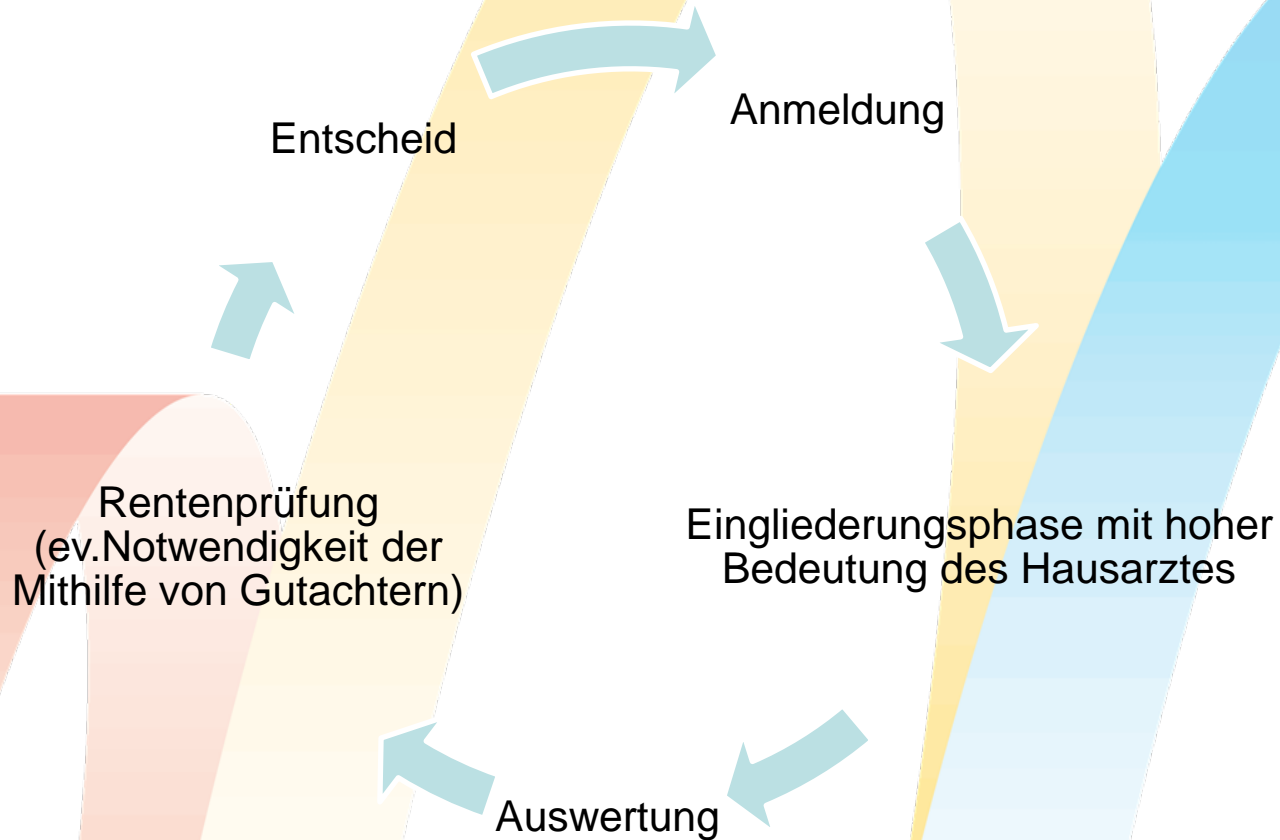 Entscheid
Anmeldung
Rentenprüfung
(ev.Notwendigkeit der
Mithilfe von Gutachtern)
Eingliederungsphase mit hoher
Bedeutung des Hausarztes
Auswertung